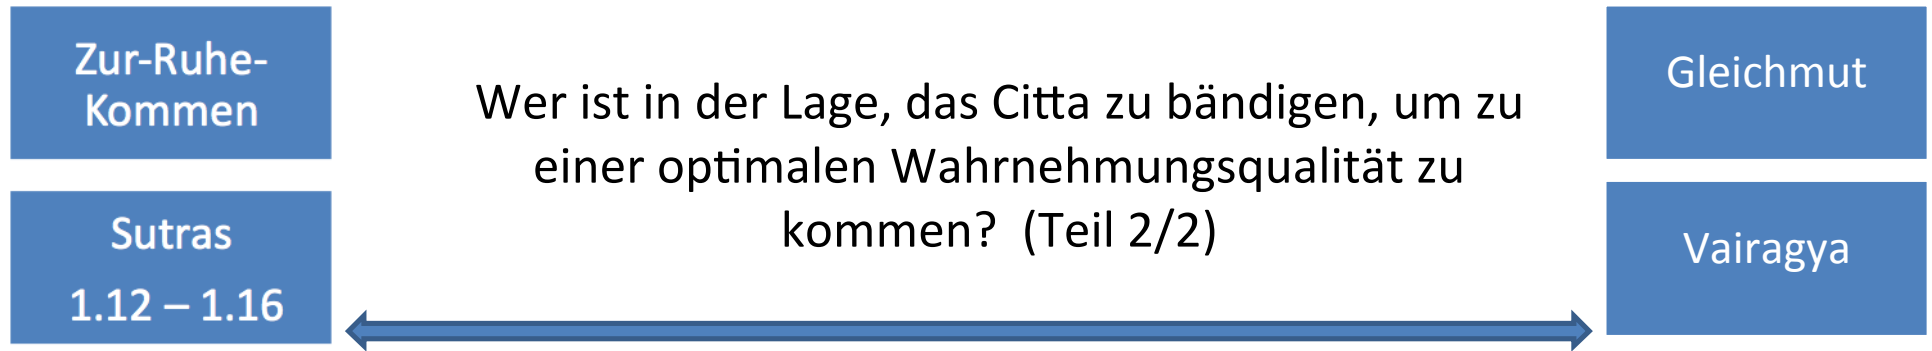 Zur-Ruhe-
Kommen
Sutras
1.12 – 1.16
Wer ist in der Lage, das Citta zu bändigen, um zu
einer optimalen Wahrnehmungsqualität zu
kommen?  (Teil 2/2)
Gleichmut
Vairagya